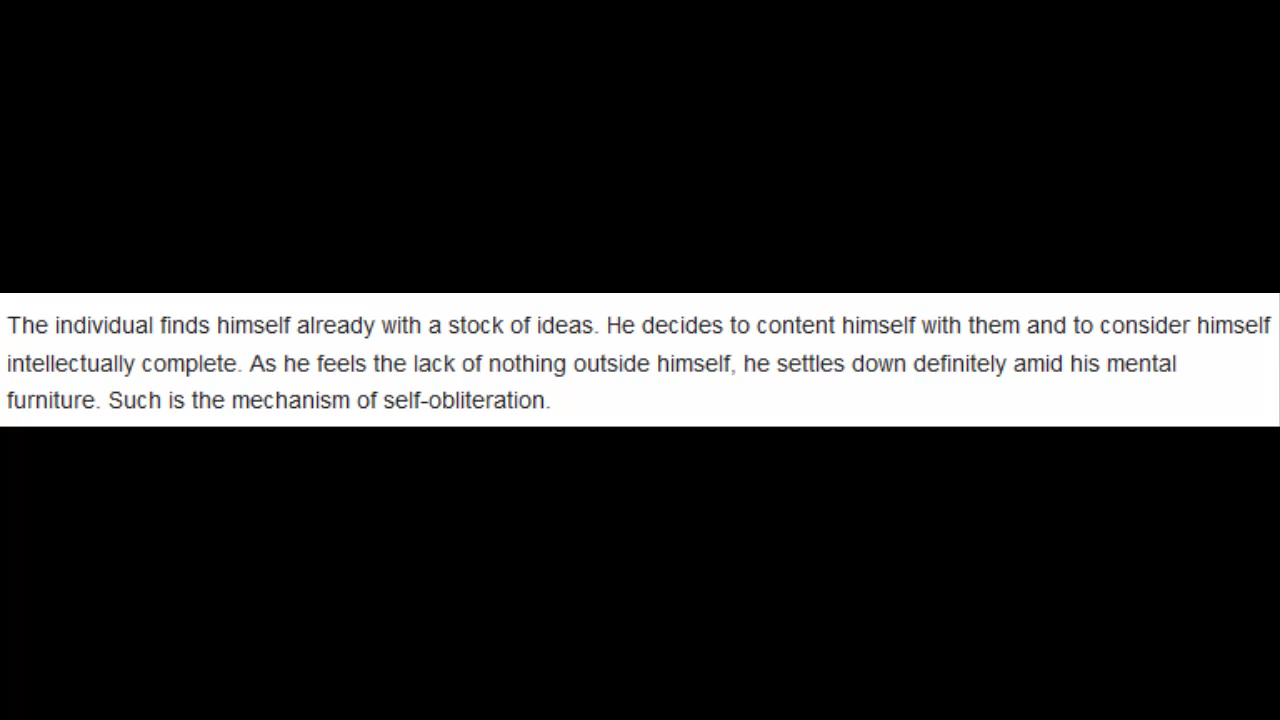 The individual finds himself already with a stock of ideas. He decides to content himself with them and to consider himself
intellectually complete. As he feels the lack of nothing outside himself, he settles down definitely amid his mental
furniture. Such is the mechanism of self-obliteration.